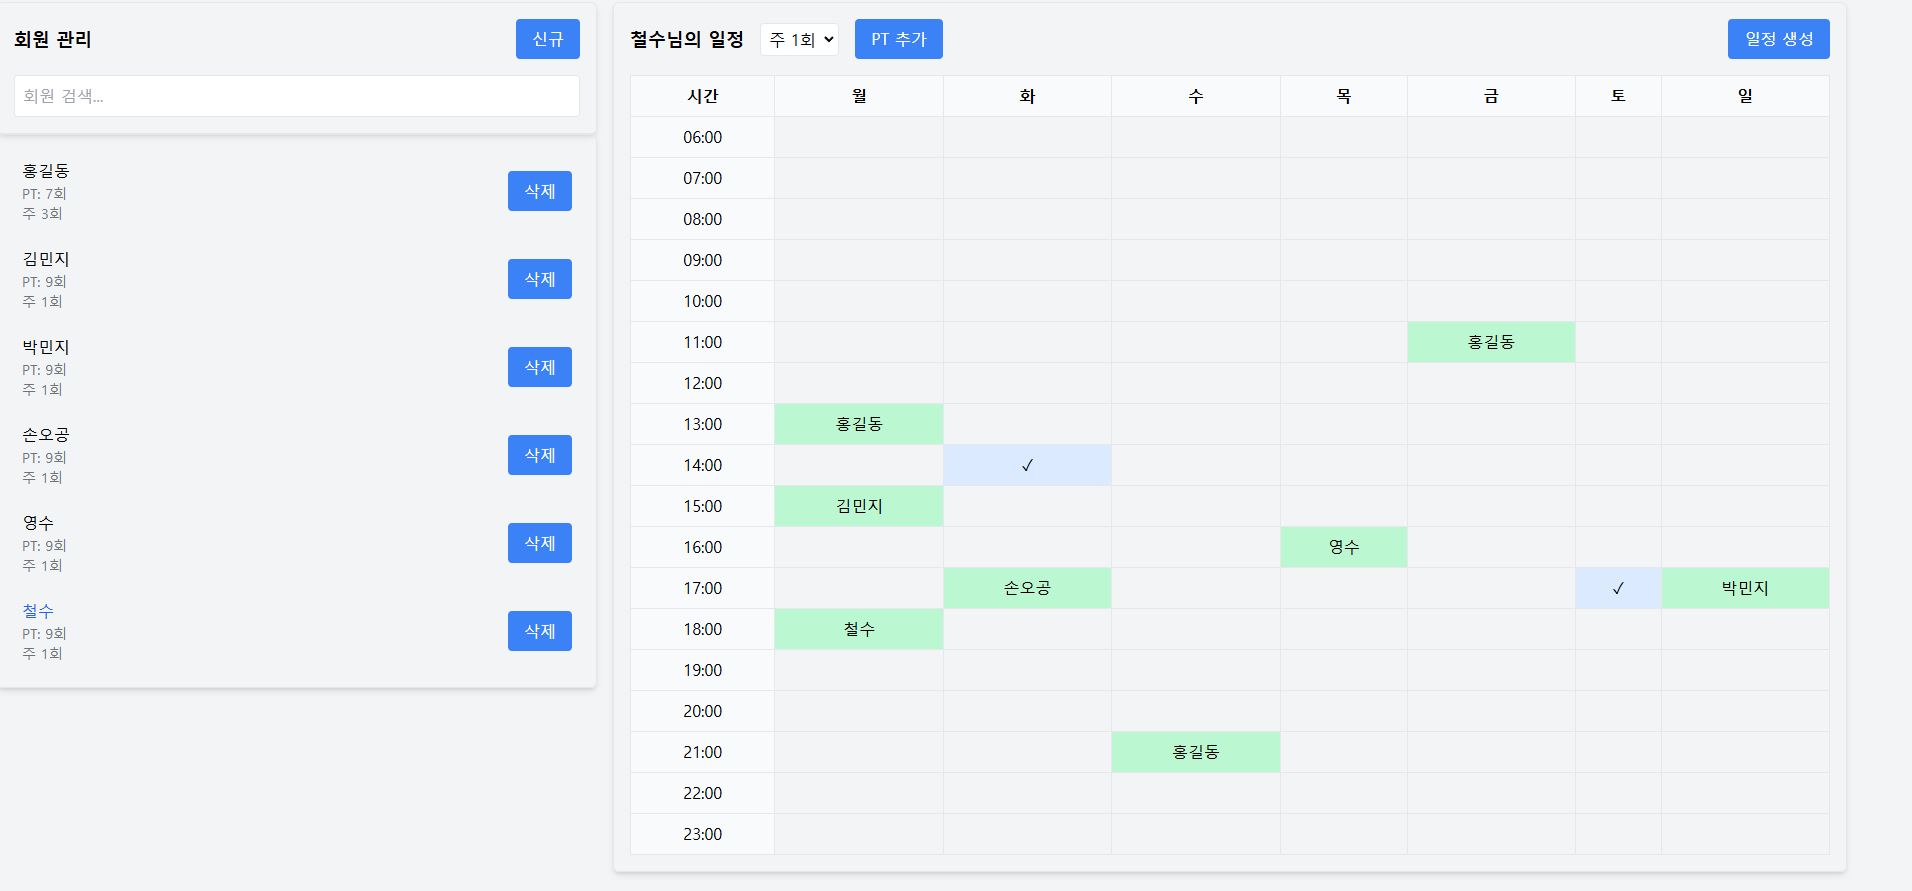 회원 관리
신규
회원 검색...
홍길동
PT: 7회
주 3회
삭제
김민지
PT: 9회
주 1회
삭제
박민지
PT: 9회
주 1회
삭제
손오공
PT: 9회
주 1회
삭제
영수
PT: 9회
주 1회
삭제
철수
PT: 9회
주 1회
삭제
철수님의 일정 주 1회 PT 추가 일정 생성
시간 월 화 수 목 금 토 일
06:00
07:00
08:00
09:00
10:00
11:00 홍길동
12:00
13:00 홍길동
14:00 ✓
15:00 김민지
16:00 영수
17:00 손오공 ✓ 박민지
18:00 철수
19:00
20:00
21:00 홍길동
22:00
23:00